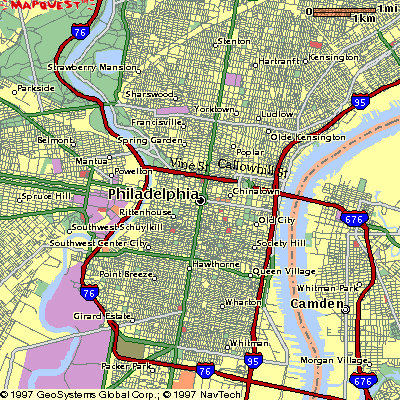 MAPQUEST
76
0
1mi
1km
Stenton
Strawberry Mansion
Hartranft
Kensington
Parkside
Sharswood
Yorktown
Ludlow
95
Francisville
Olde Kensington
Belmont
Spring Garden
Poplar
Mantua
Vine St
Callowhill St
Powelton
Spruce Hill
Philadelphia
Chinatown
Rittenhouse
Old City
676
Southwest Schuylkill
Southwest Center City
Society Hill
Hawthorne
Point Breeze
Queen Village
76
Whitman Park
Wharton
Camden
Girard Estate
Whitman
Packer Park
76
95
Morgan Village
676
© 1997 GeoSystems Global Corp.; © 1997 NavTech